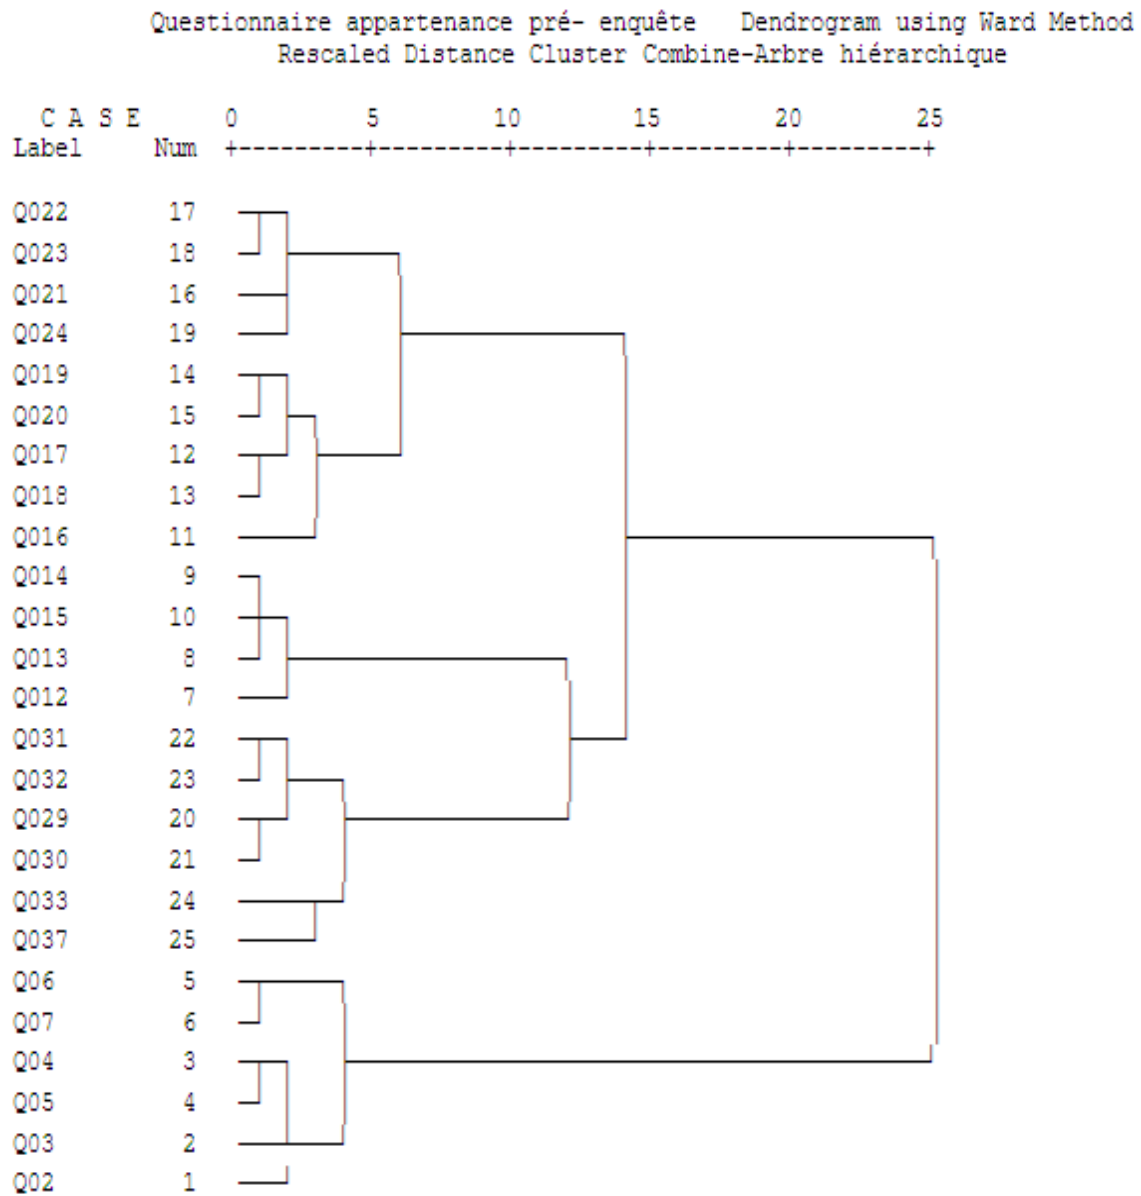 Questionnaire appartenance pré- enquête Dendrogram using Ward Method
Rescaled Distance Cluster Combine-Arbre hiérarchique
C A S E 0 5 10 15 20 25
Label Num +---------+---------+---------+---------+---------+
Q022 17
Q023 18
Q021 16
Q024 19
Q019 14
Q020 15
Q017 12
Q018 13
Q016 11
Q014 9
Q015 10
Q013 8
Q012 7
Q031 22
Q032 23
Q029 20
Q030 21
Q033 24
Q037 25
Q06 5
Q07 6
Q04 3
Q05 4
Q03 2
Q02 1